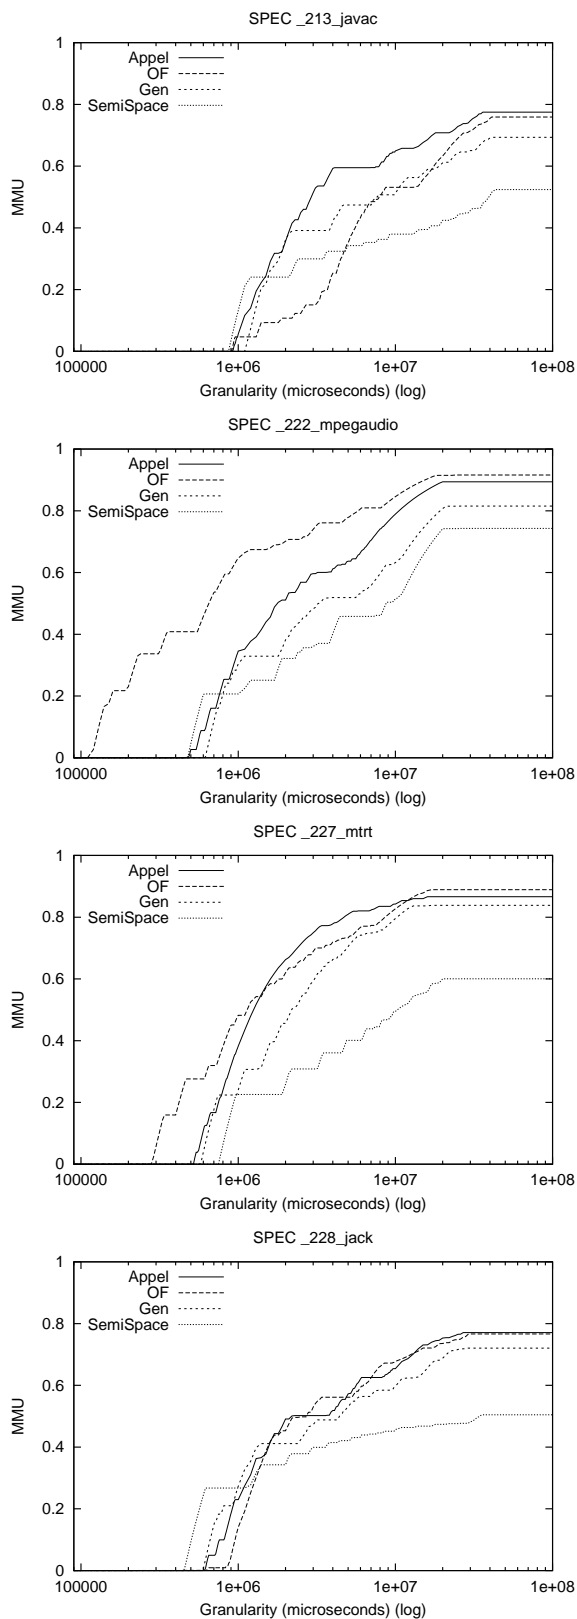 SPEC _213_javac
1
Appel
OF
Gen
SemiSpace
0.8
0.6
MMU
0.4
0.2
0
100000 1e+06 1e+07 1e+08
Granularity (microseconds) (log)
SPEC _222_mpegaudio
1
Appel
OF
Gen
SemiSpace
0.8
0.6
MMU
0.4
0.2
0
100000 1e+06 1e+07 1e+08
Granularity (microseconds) (log)
SPEC _227_mtrt
1
Appel
OF
Gen
SemiSpace
0.8
0.6
MMU
0.4
0.2
0
100000 1e+06 1e+07 1e+08
Granularity (microseconds) (log)
SPEC _228_jack
1
Appel
OF
Gen
SemiSpace
0.8
0.6
MMU
0.4
0.2
0
100000 1e+06 1e+07 1e+08
Granularity (microseconds) (log)